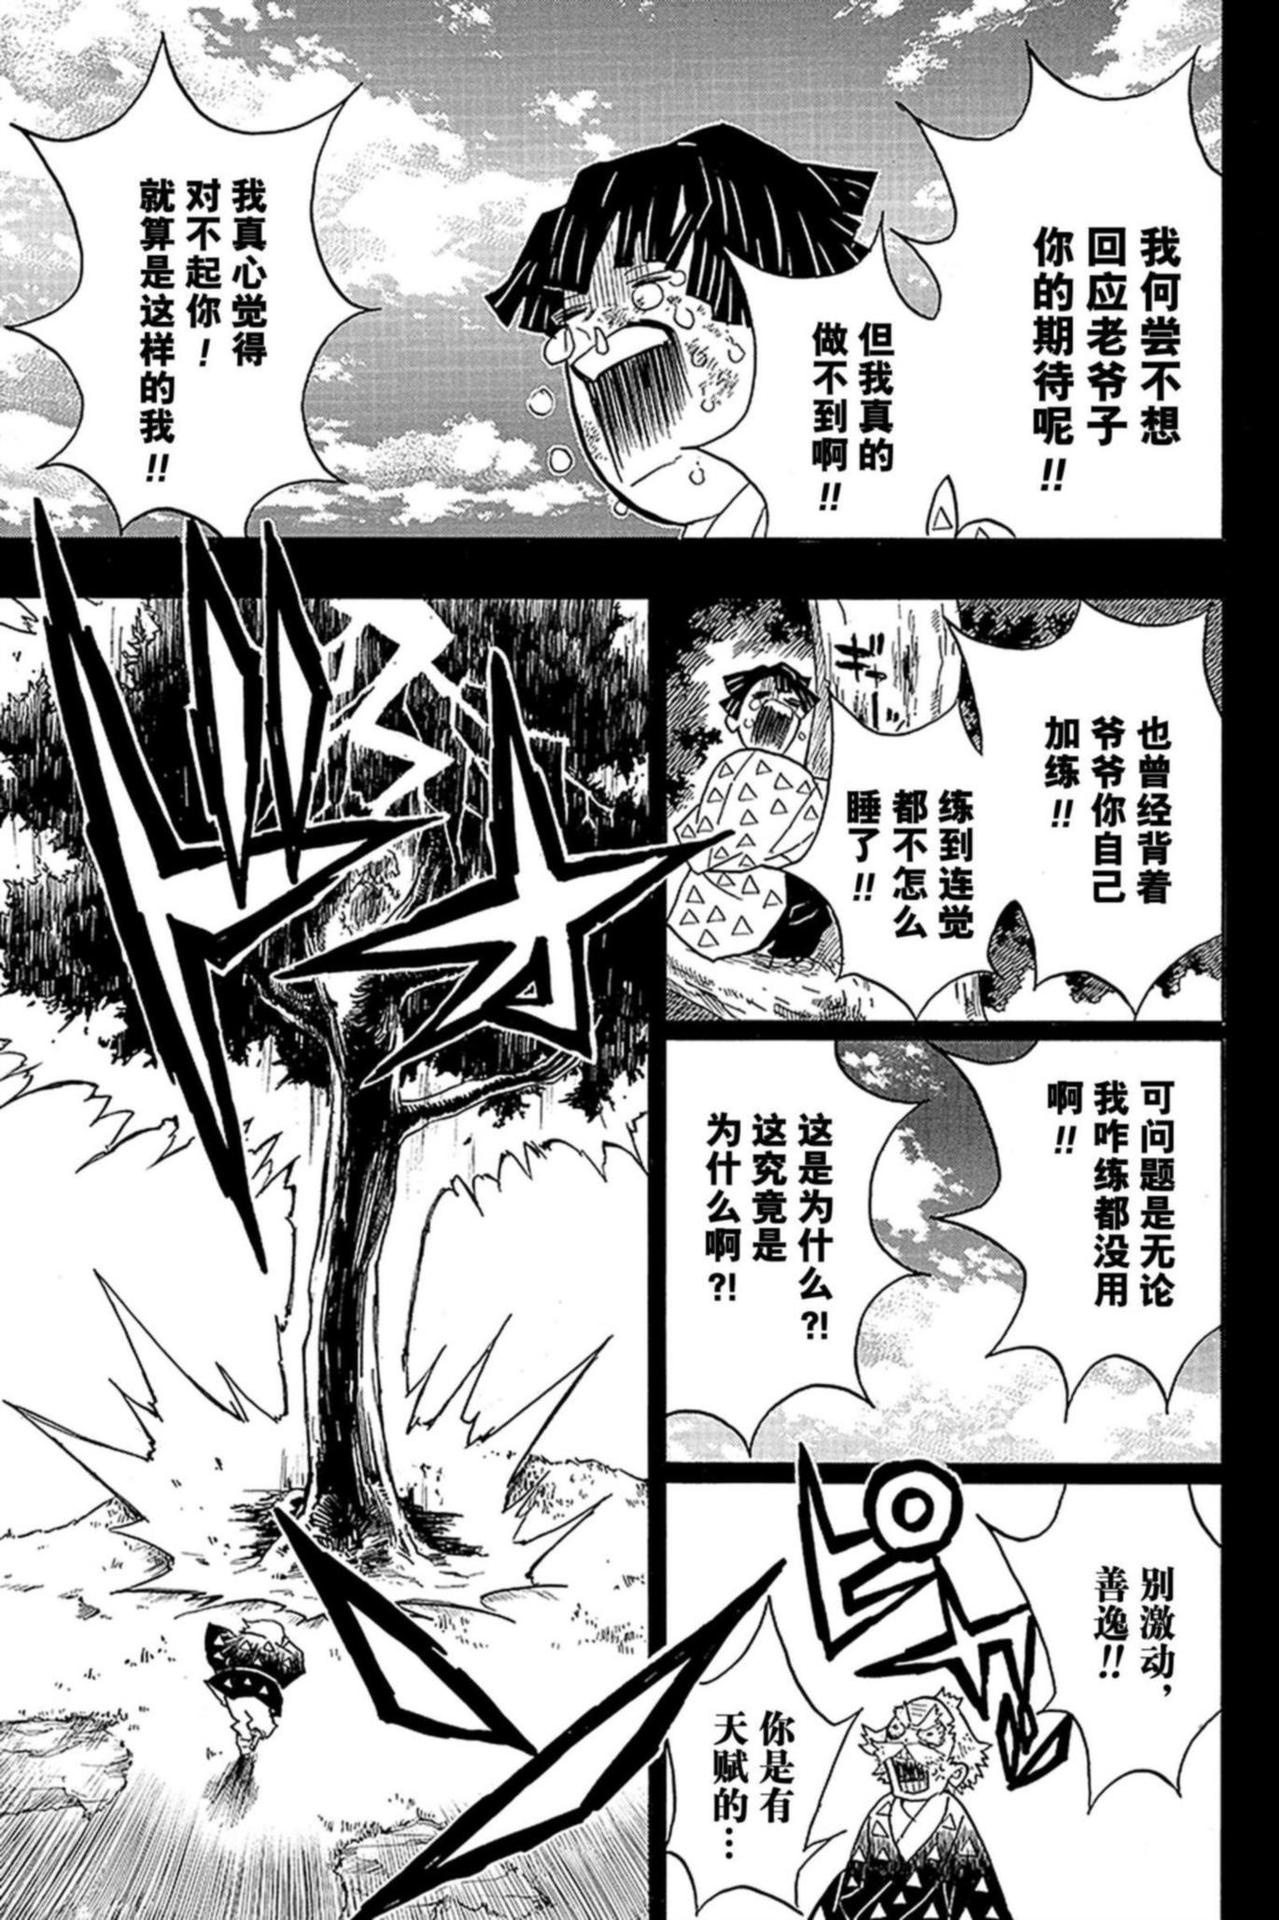 我何尝不想
回应老爷子
你的期待呢!!
但我真的
做不到啊!!
我真心觉得
对不起你!
就算是这样的我!!
也曾经背着
爷爷你自己
加练!!
ギュ
练到连觉
都不怎么
睡了!!
可问题是无论
我咋练都没用
啊!!
这是为什么?!
这究竟是
为什么啊?!
别激动,
善逸!!
ピカッ
你是有
天赋的…